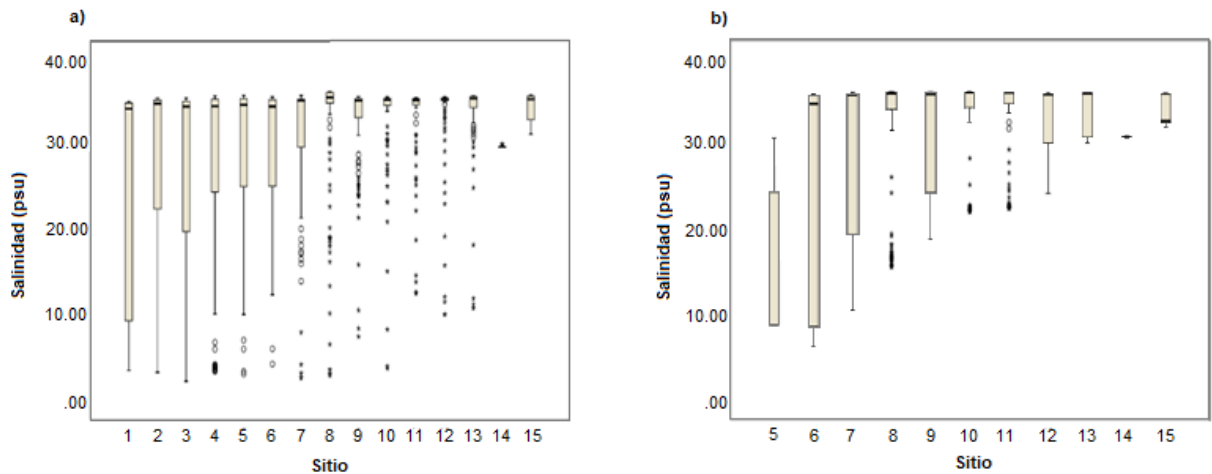 a)
40.00
30.00
20.00
10.00
.00
Salinidad (psu)
1 2 3 4 5 6 7 8 9 10 11 12 13 14 15
Sitio
b)
40.00
30.00
20.00
10.00
.00
Salinidad (psu)
5 6 7 8 9 10 11 12 13 14 15
Sitio